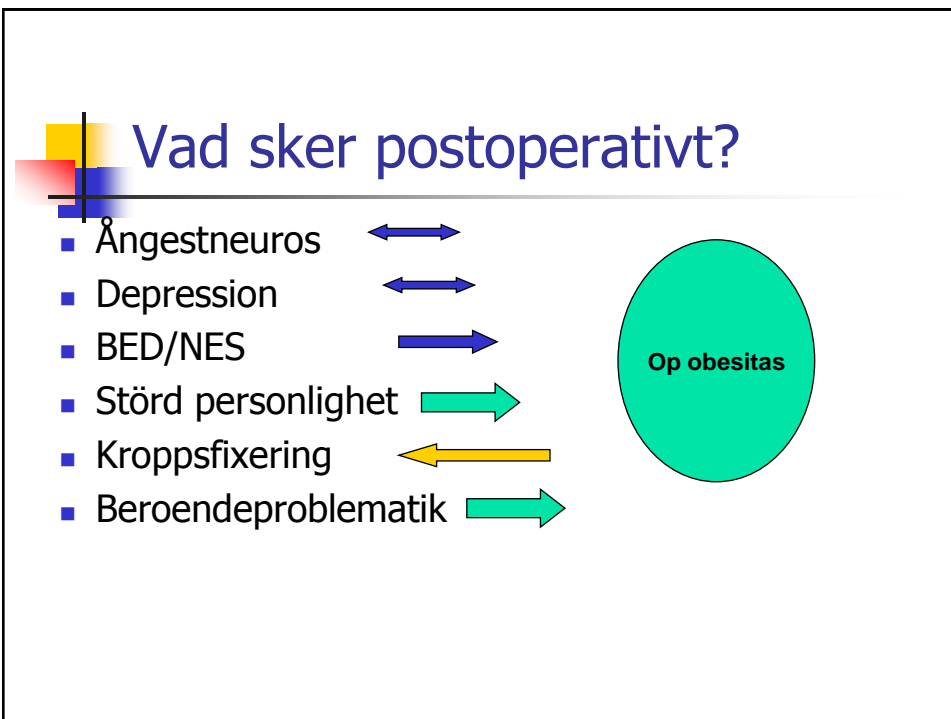 Vad sker postoperativt?
Ångestneuros
Depression
BED/NES
Störd personlighet
Kroppsfixering
Beroendeproblematik
Op obesitas